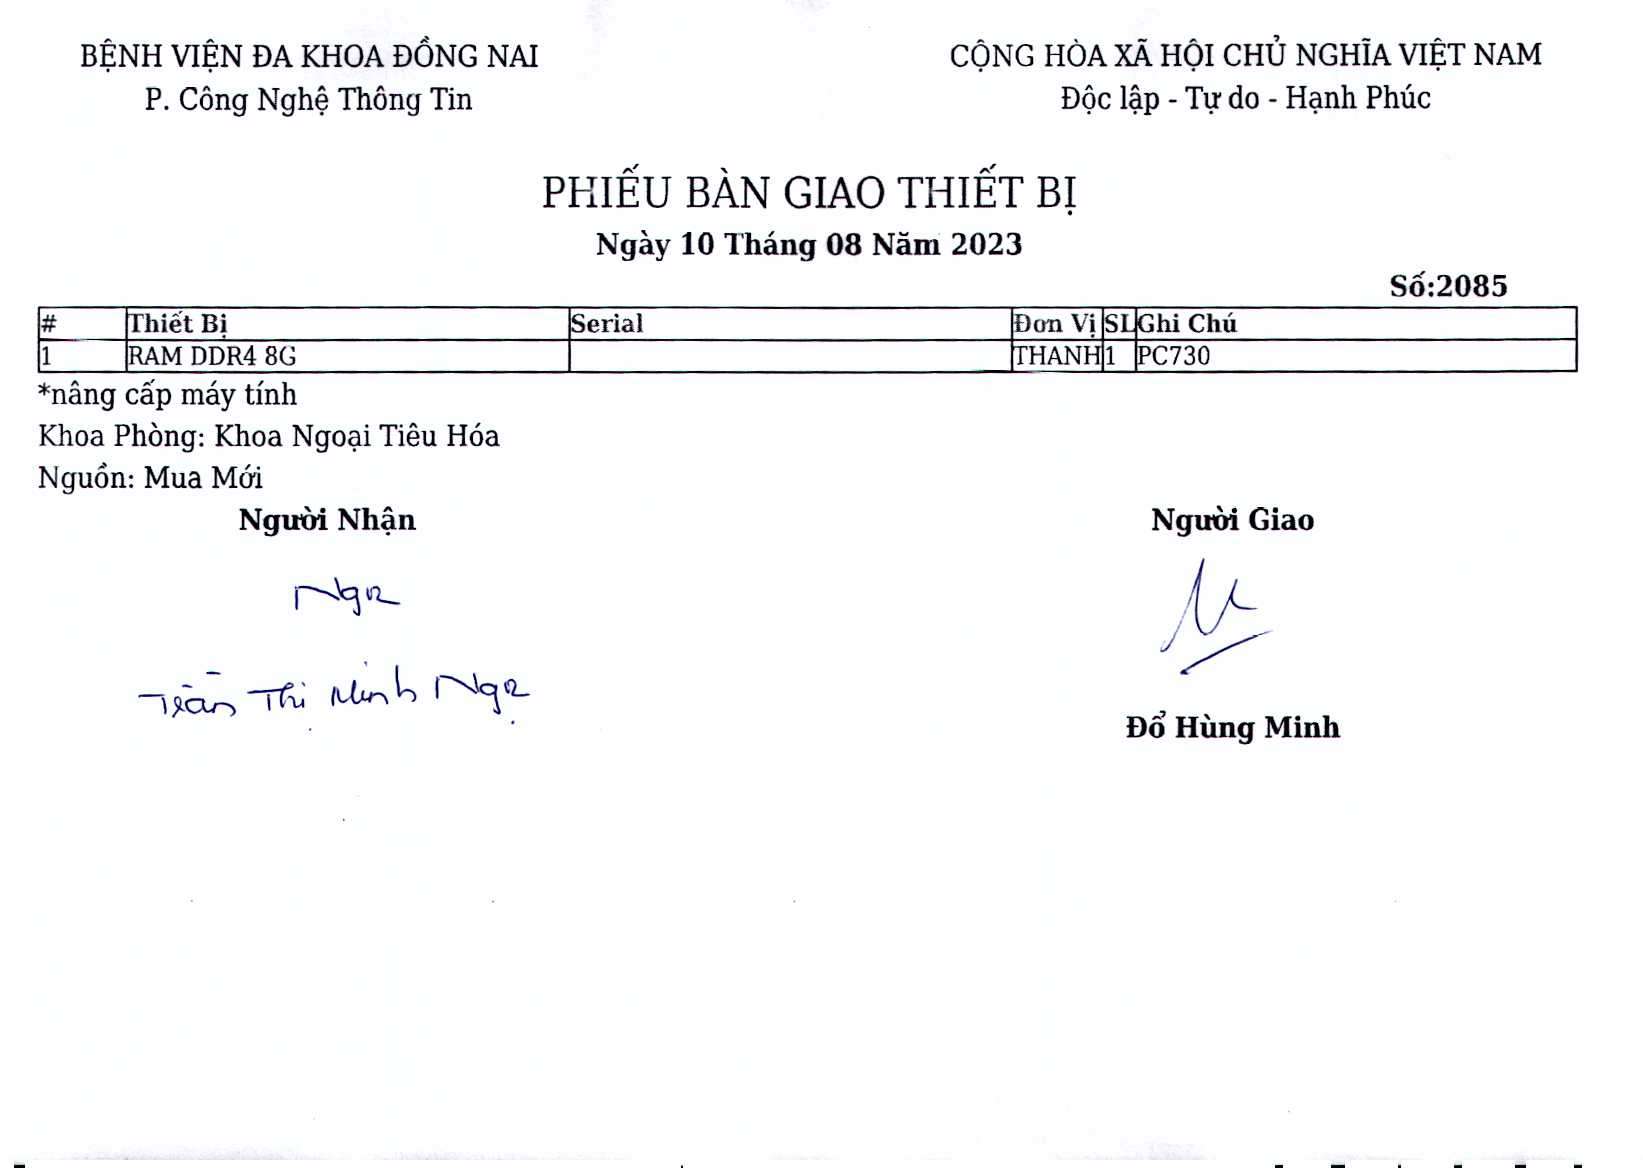 BỆNH VIỆN ĐA KHOA ĐỒNG NAI
P. Công Nghệ Thông Tin
CỘNG HÒA XÃ HỘI CHỦ NGHĨA VIỆT NAM
Độc lập - Tự do - Hạnh Phúc
PHIẾU BÀN GIAO THIẾT BỊ
Ngày 10 Tháng 08 Năm 2023
Số:2085
# Thiết Bị Serial Đơn Vị SL Ghi Chú
1 RAM DDR4 8G THANH 1 PC730
*nâng cấp máy tính
Khoa Phòng: Khoa Ngoại Tiêu Hóa
Nguồn: Mua Mới
Người Nhận
Người Giao
Trần Thị Minh
Đổ Hùng Minh